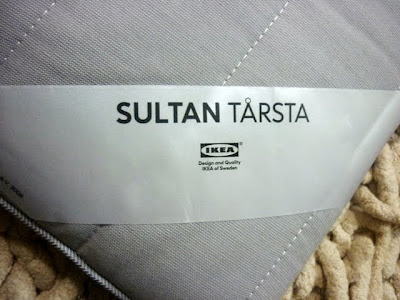 SULTAN TÅRSTA
IKEA
Design and Quality
IKEA of Sweden